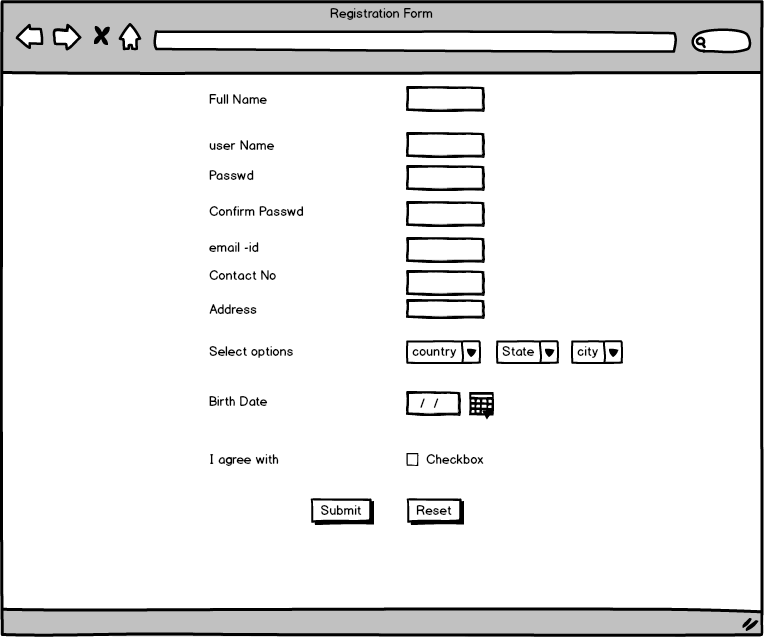 Registration Form
Full Name
user Name
Passwd
Confirm Passwd
email -id
Contact No
Address
Select options country State city
Birth Date / /
I agree with Checkbox
Submit Reset